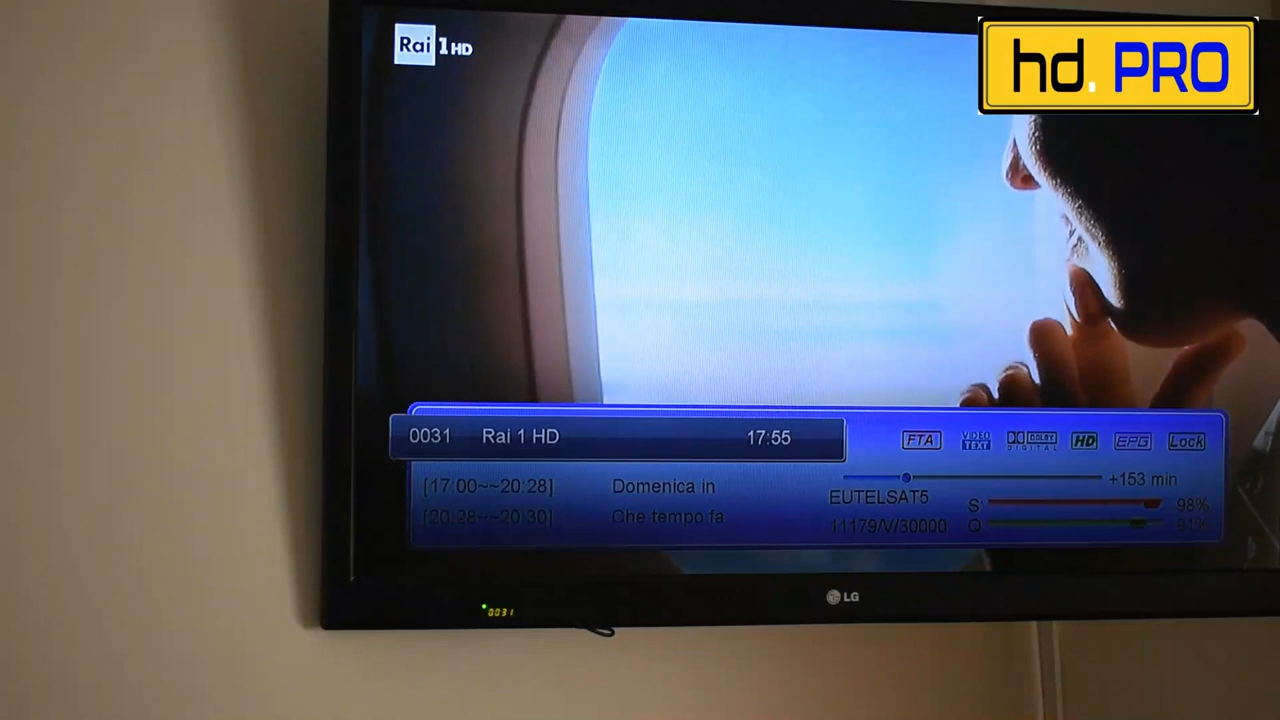 Rai 1 HD
hd. PRO
0031 Rai 1 HD 17:55
FTA VIDEO TEXT DOLBY DIGITAL HD EPG Lock
[17:00~~20:28] Domenica in
+153 min
[20:28~~20:30] Che tempo fa
EUTELSAT5
S: 98%
11179/V/30000
Q 91%
LG
0031